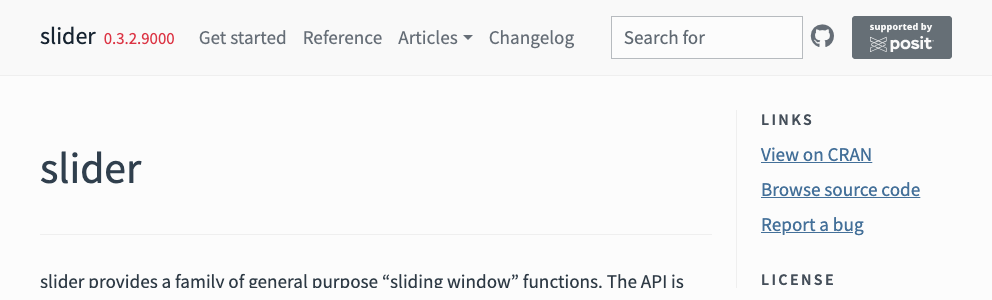 slider 0.3.2.9000 Get started Reference Articles Changelog Search for supported by posit
LINKS
View on CRAN
slider
Browse source code
Report a bug
slider provides a family of general purpose “sliding window” functions. The API is
LICENSE